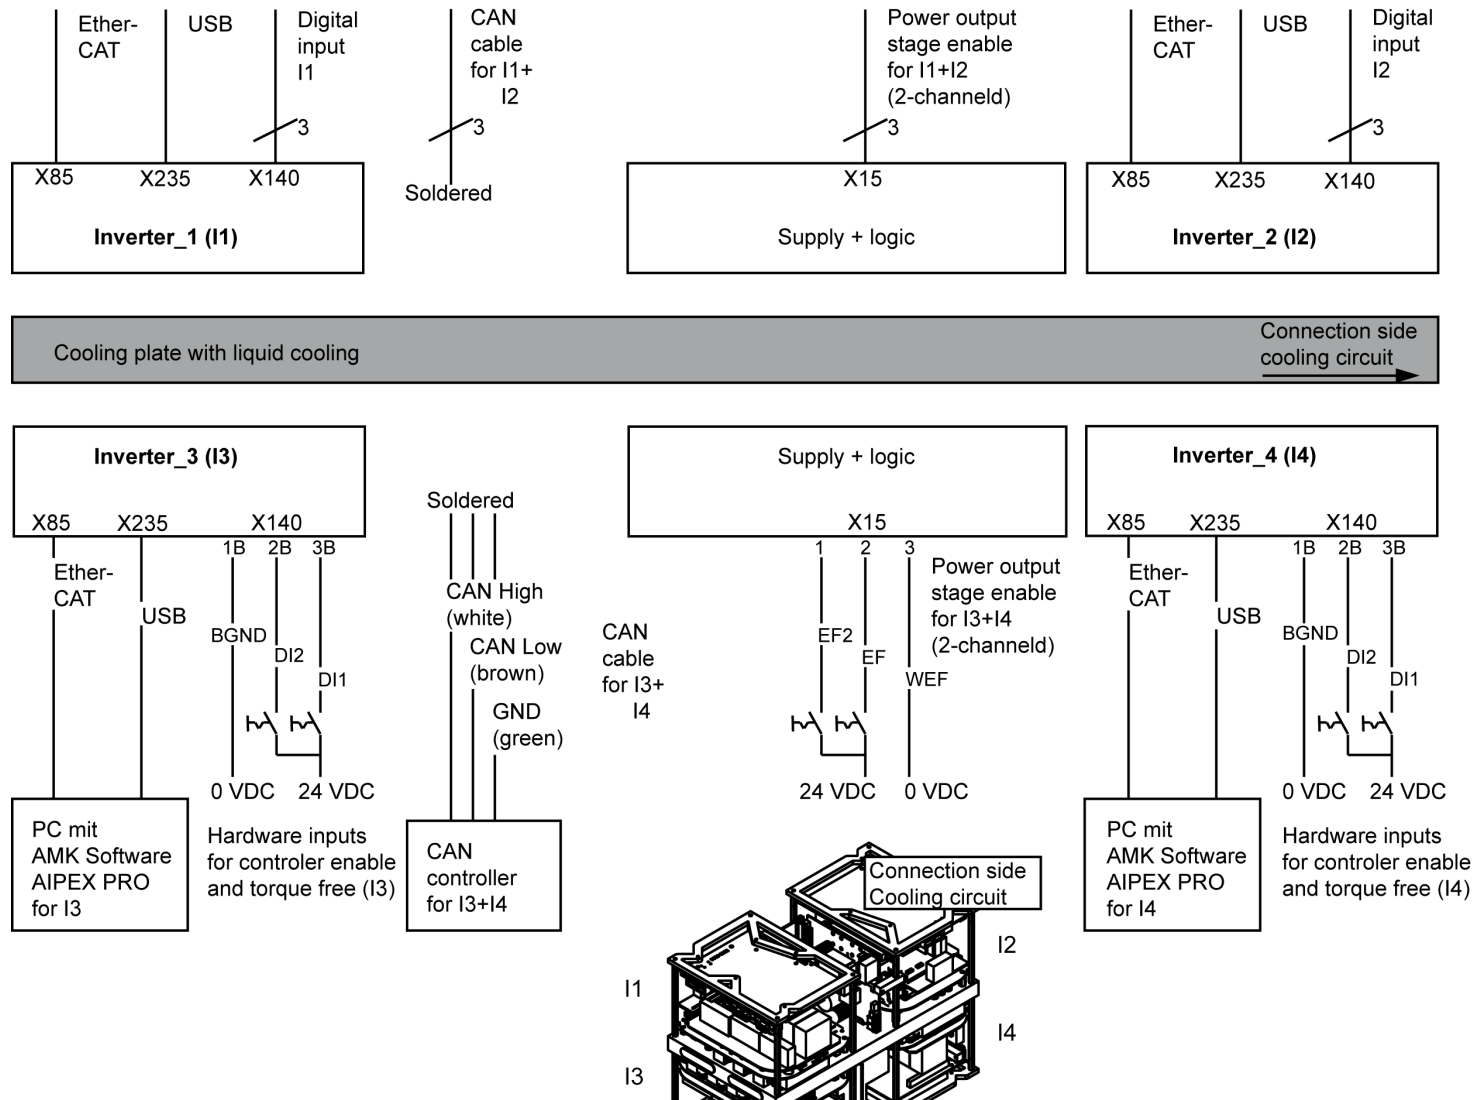 Ether-
CAT
USB
Digital
input
I1
3
CAN
cable
for I1+
I2
3
Power output
stage enable
for I1+I2
(2-channeld)
3
Ether-
CAT
USB
Digital
input
I2
3
X85
X235
X140
Inverter_1 (I1)
Soldered
X15
Supply + logic
X85
X235
X140
Inverter_2 (I2)
Cooling plate with liquid cooling
Connection side
cooling circuit
Inverter_3 (I3)
X85
X235
X140
1B
2B
3B
Ether-
CAT
USB
BGND
DI2
DI1
0 VDC
24 VDC
PC mit
AMK Software
AIPEX PRO
for I3
Hardware inputs
for controler enable
and torque free (I3)
Soldered
CAN High
(white)
CAN Low
(brown)
GND
(green)
CAN
controller
for I3+I4
CAN
cable
for I3+
I4
Supply + logic
X15
1
2
3
Power output
stage enable
for I3+I4
(2-channeld)
EF2
EF
WEF
24 VDC
0 VDC
Inverter_4 (I4)
X85
X235
X140
1B
2B
3B
Ether-
CAT
USB
BGND
DI2
DI1
0 VDC
24 VDC
PC mit
AMK Software
AIPEX PRO
for I4
Hardware inputs
for controler enable
and torque free (I4)
Connection side
Cooling circuit
I2
I1
I4
I3